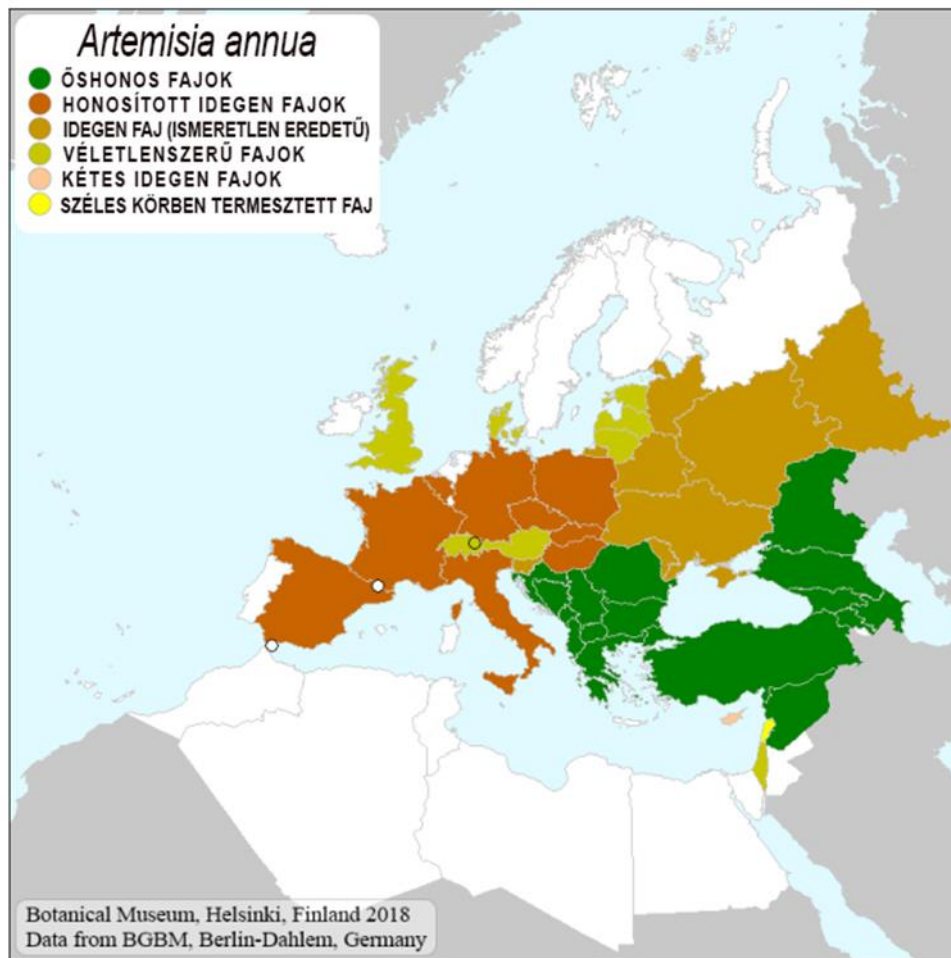 Artemisia annua
ŐSHONOS FAJOK
HONOSÍTOTT IDEGEN FAJOK
IDEGEN FAJ (ISMERETLEN EREDETŰ)
VÉLETLENSZERŰ FAJOK
KÉTES IDEGEN FAJOK
SZÉLES KÖRBEN TERMESZTETT FAJ
Botanical Museum, Helsinki, Finland 2018
Data from BGBM, Berlin-Dahlem, Germany